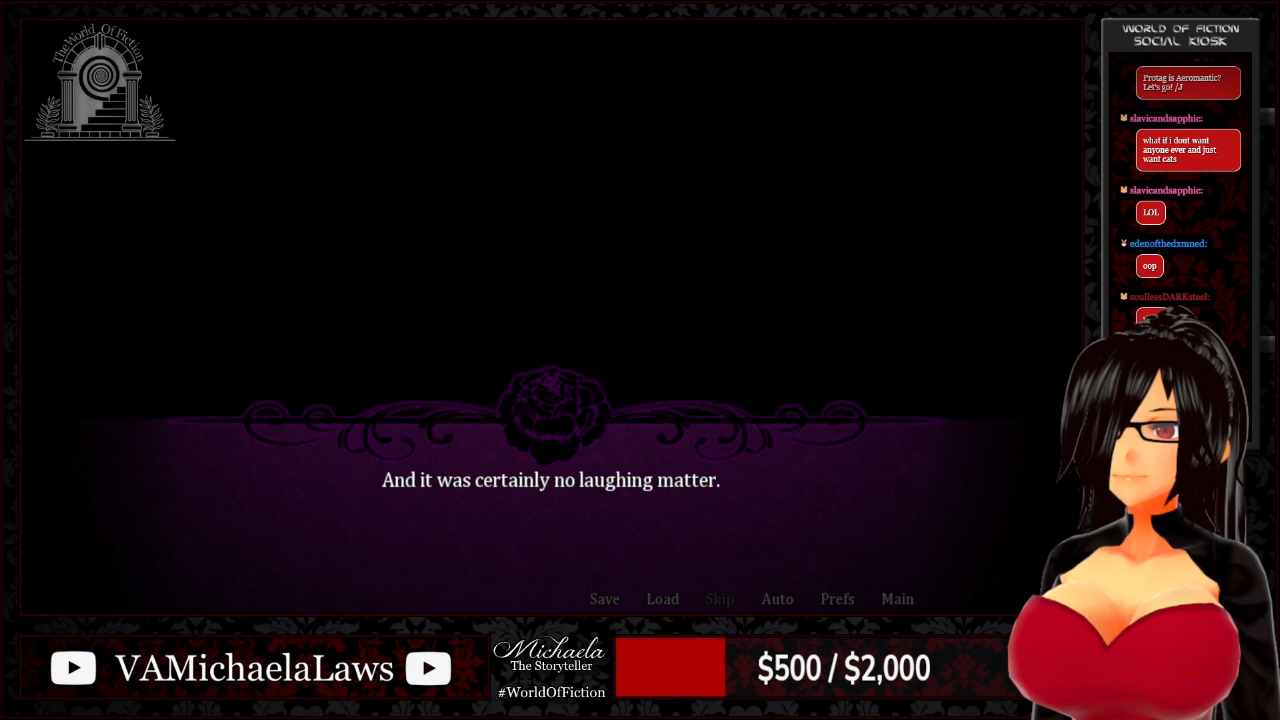 The World Of Fiction
WORLD OF FICTION
SOCIAL KIOSK
Protag is Aeromantic?
Let's go! /J
slavicandsapphic:
what if i dont want
anyone ever and just
want cats
slavicandsapphic:
LOL
edenofthedxmned:
oop
soullessDARKsteel:
And it was certainly no laughing matter.
Save Load Skip Auto Prefs Main
VAMichaelaLaws
Michaela
The Storyteller
#WorldOfFiction
$500 / $2,000